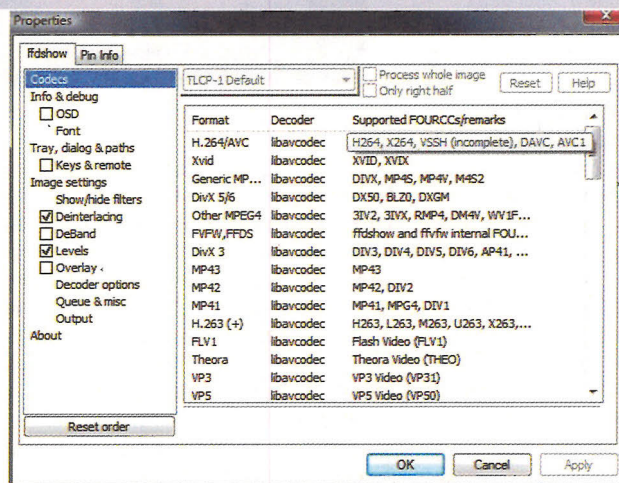 Properties
ffdshow Pin Info
Codecs
Info & debug
OSD
Font
Tray, dialog & paths
Keys & remote
Image settings
Show/hide filters
Deinterlacing
DeBand
Levels
Overlay
Decoder options
Queue & misc
Output
About
Reset order
TLCP-1 Default
Process whole image
Only right half
Reset Help
Format Decoder Supported FOURCCs/remarks
H.264/AVC libavcodec H264, X264, VSSH (incomplete), DAVC, AVC1
Xvid libavcodec XVID, XVIX
Generic MP... libavcodec DIVX, MP4S, MP4V, M4S2
DivX 5/6 libavcodec DX50, BLZ0, DXGM
Other MPEG4 libavcodec 3IV2, 3IVX, RMP4, DM4V, WV1F...
FVFW,FFDS libavcodec ffdshow and ffvfw internal FOU...
DivX 3 libavcodec DIV3, DIV4, DIV5, DIV6, AP41, ...
MP43 libavcodec MP43
MP42 libavcodec MP42, DIV2
MP41 libavcodec MP41, MPG4, DIV1
H.263 (+) libavcodec H263, L263, M263, U263, X263,...
FLV1 libavcodec Flash Video (FLV1)
Theora libavcodec Theora Video (THEO)
VP3 libavcodec VP3 Video (VP31)
VP5 libavcodec VP5 Video (VP50)
OK Cancel Apply